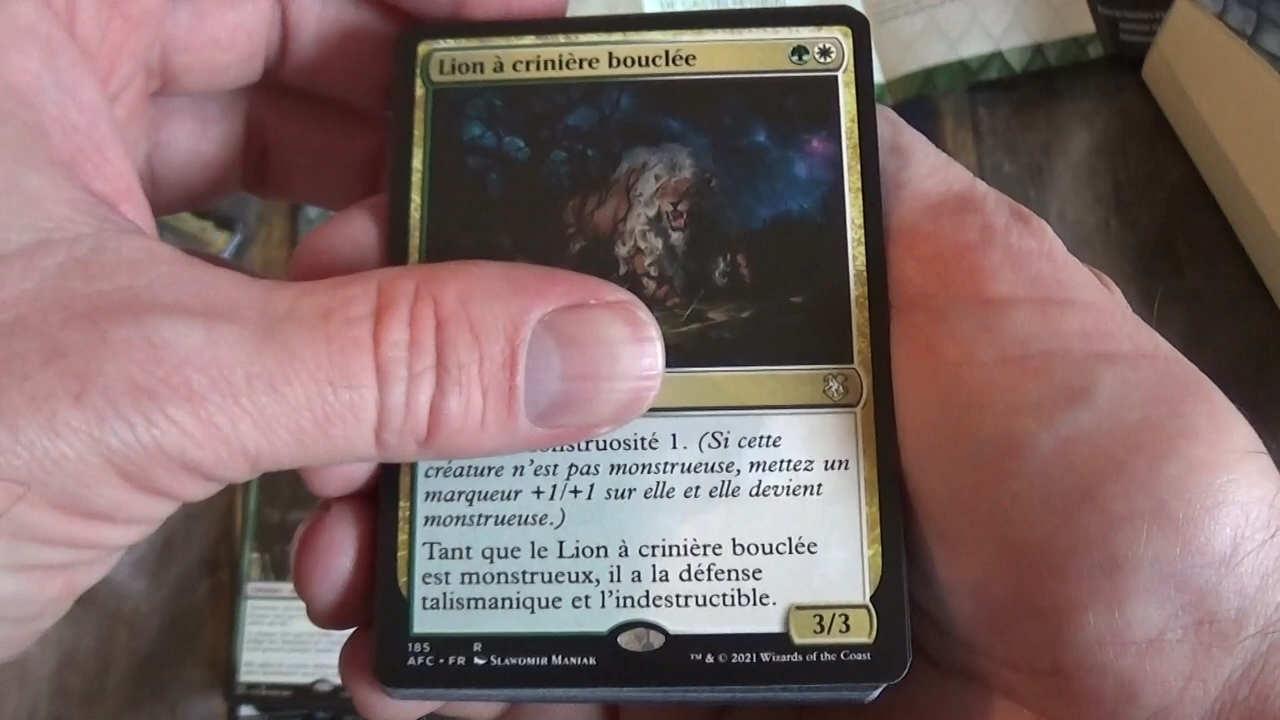 Lion à crinière bouclée
1. (Si cette
créature n'est pas monstrueuse, mettez un
marqueur +1/+1 sur elle et elle devient
monstrueuse.)
Tant que le Lion à crinière bouclée
est monstrueux, il a la défense
talismanique et l'indestructible.
3/3
185 R
AFC • FR SLAWOMIR MANIAK
™ & © 2021 Wizards of the Coast